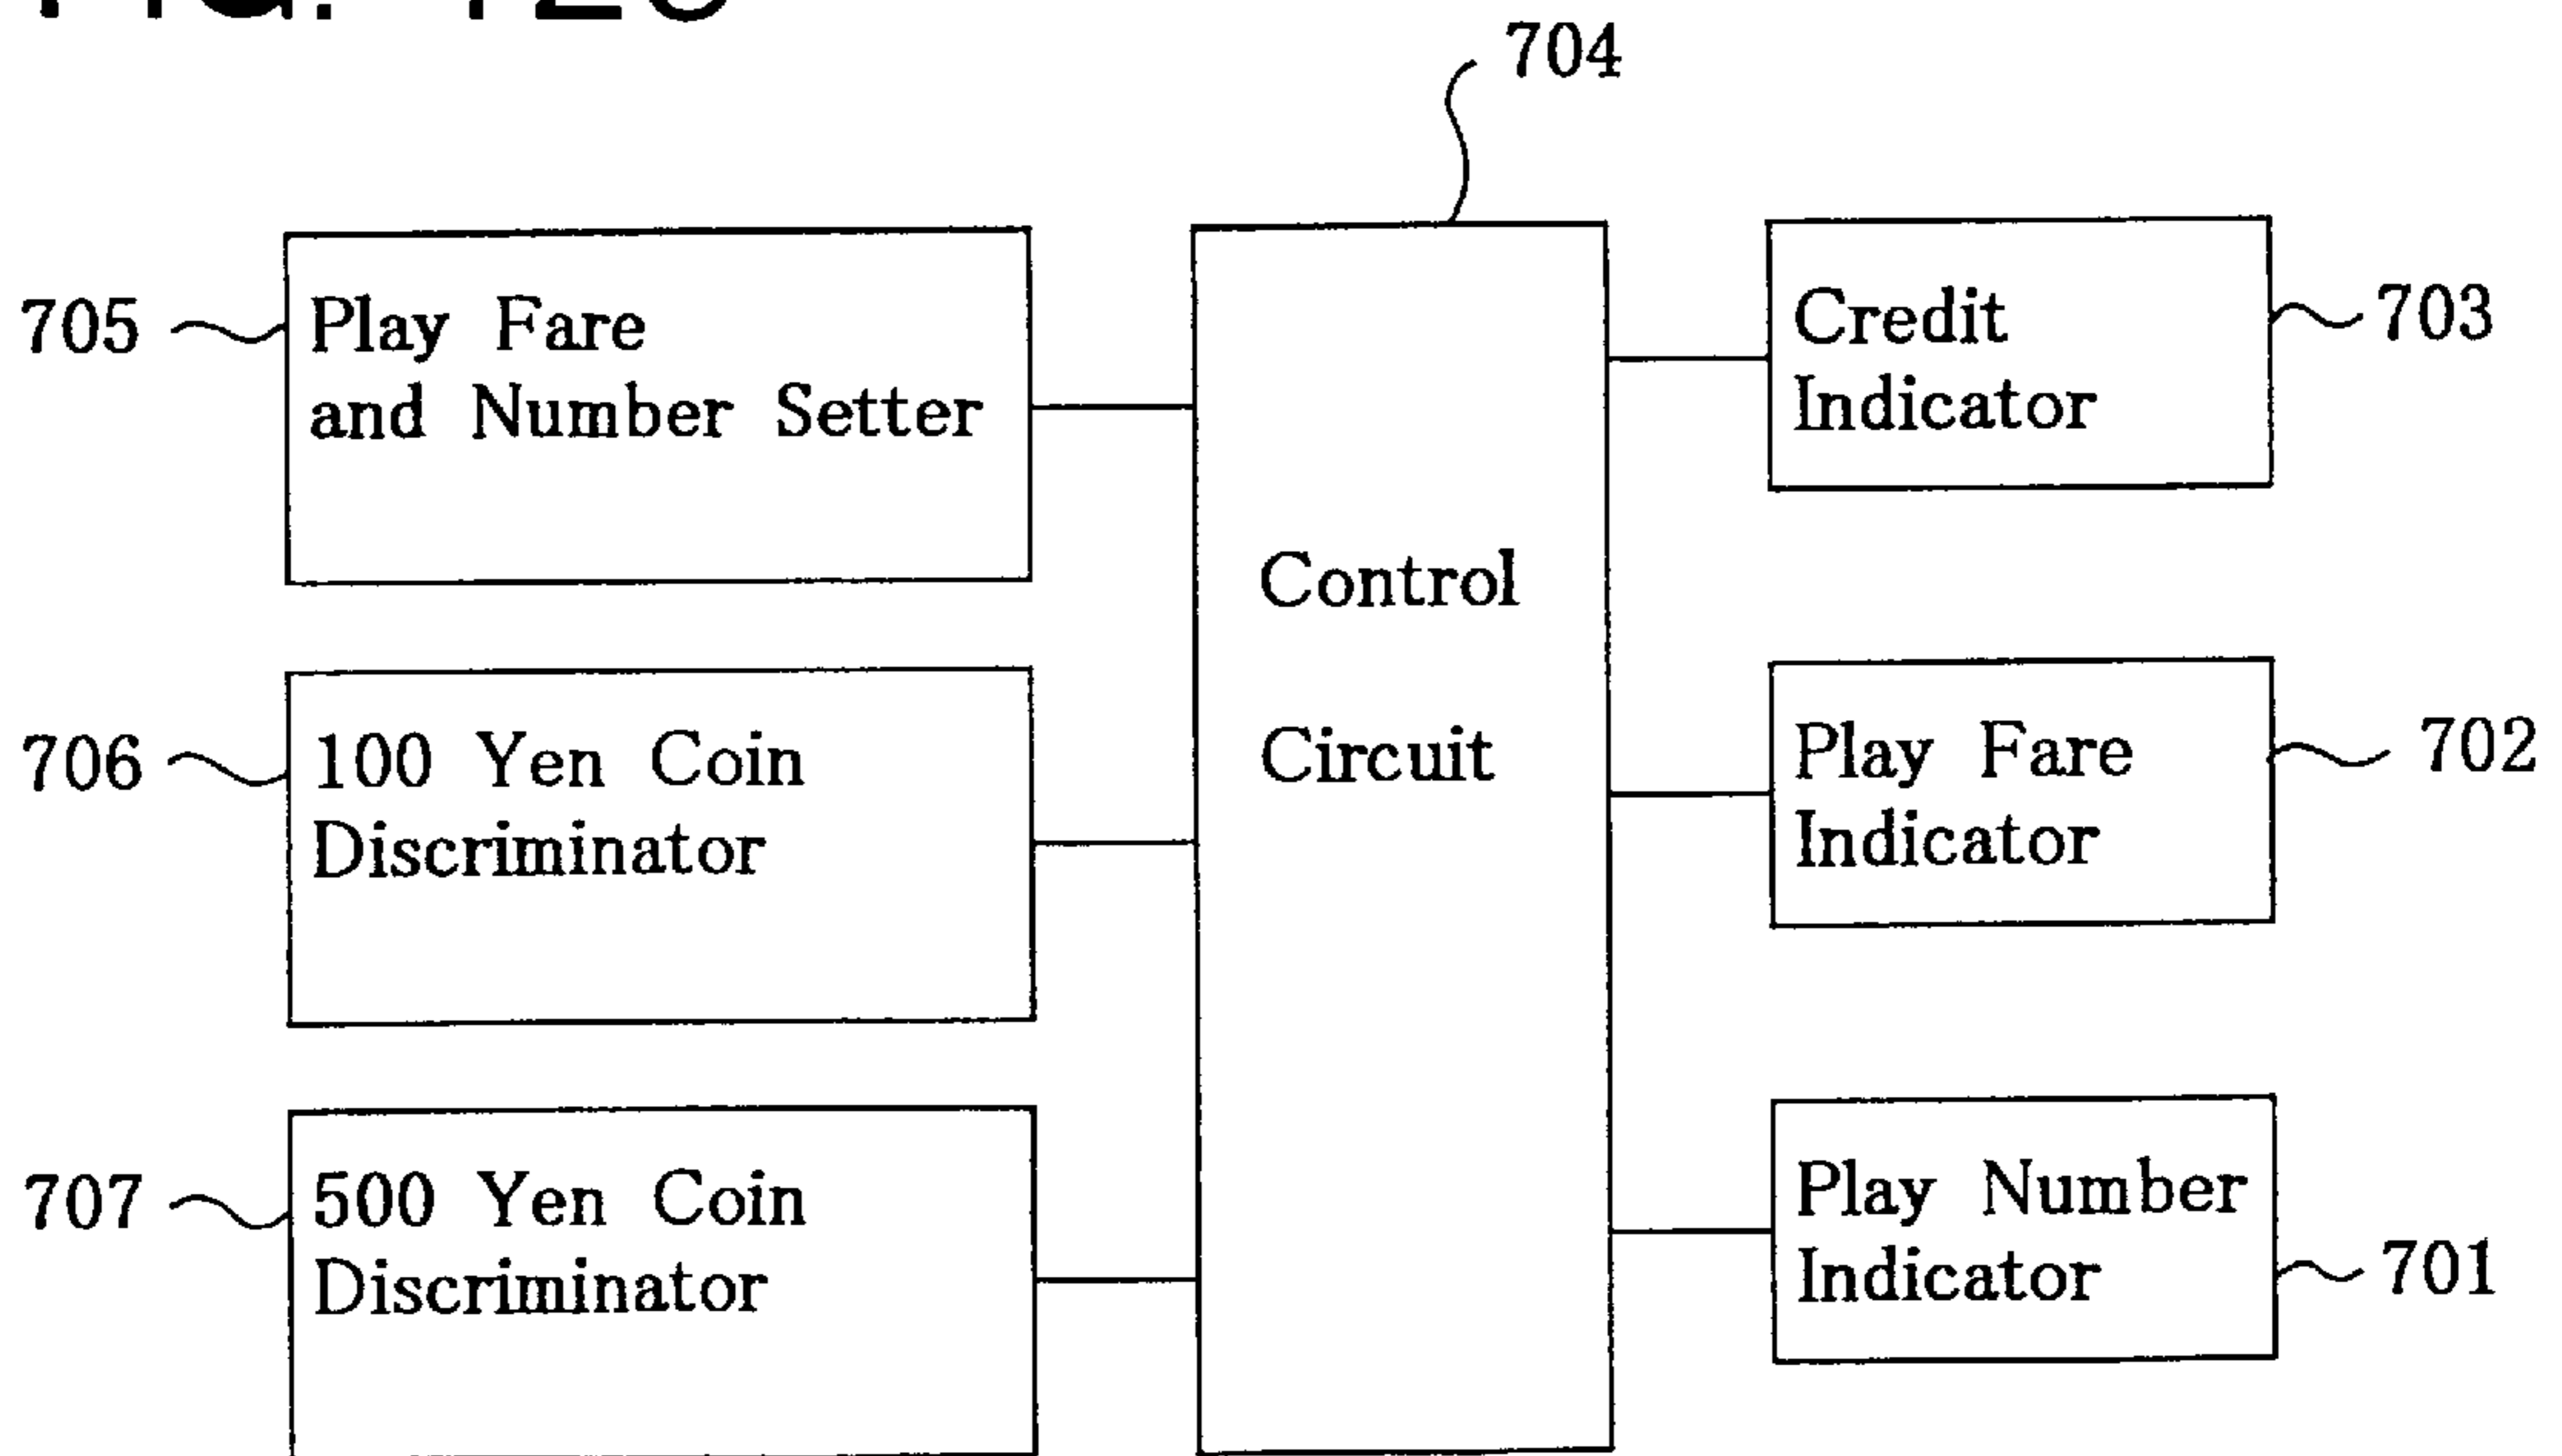 704
705
Play Fare
and Number Setter
706
100 Yen Coin
Discriminator
707
500 Yen Coin
Discriminator
Control
Circuit
Credit
Indicator
703
Play Fare
Indicator
702
Play Number
Indicator
701